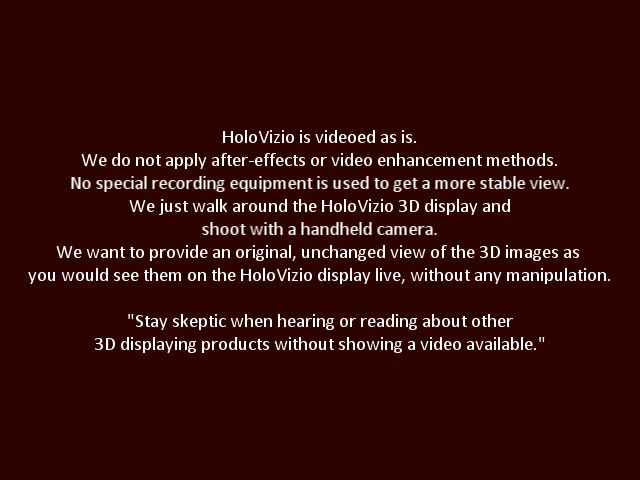 HoloVizio is videoed as is.
We do not apply after-effects or video enhancement methods.
No special recording equipment is used to get a more stable view.
We just walk around the HoloVizio 3D display and
shoot with a handheld camera.
We want to provide an original, unchanged view of the 3D images as
you would see them on the HoloVizio display live, without any manipulation.
"Stay skeptic when hearing or reading about other
3D displaying products without showing a video available."